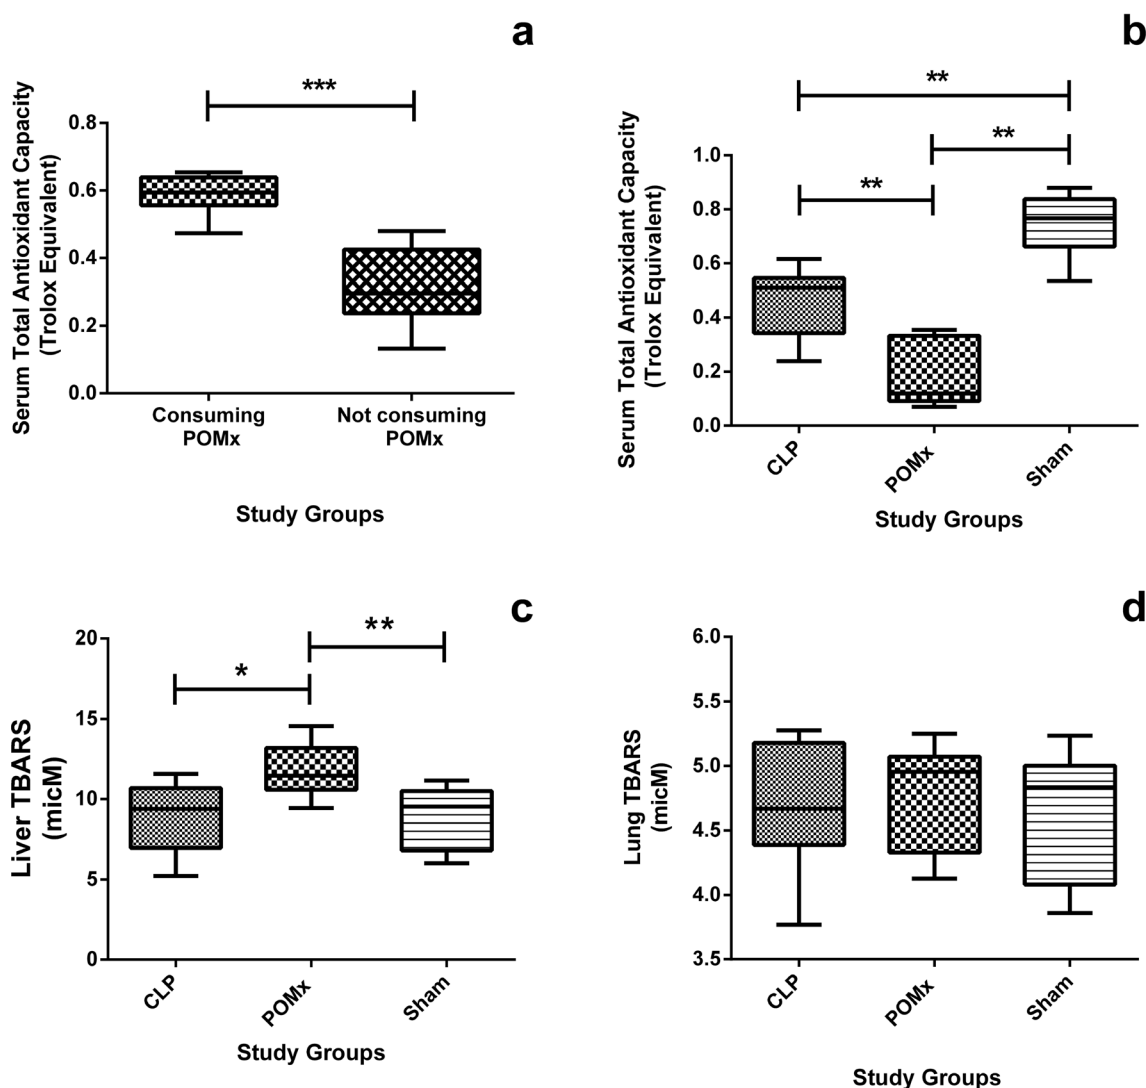 a
***
Serum Total Antioxidant Capacity
(Trolox Equivalent)
0.8
0.6
0.4
0.2
0.0
Consuming
POMx
Not consuming
POMx
Study Groups
b
**
**
**
Serum Total Antioxidant Capacity
(Trolox Equivalent)
1.0
0.8
0.6
0.4
0.2
0.0
CLP
POMx
Sham
Study Groups
c
**
*
Liver TBARS
(micM)
20
15
10
5
0
CLP
POMx
Sham
Study Groups
d
Lung TBARS
(micM)
6.0
5.5
5.0
4.5
4.0
3.5
CLP
POMx
Sham
Study Groups